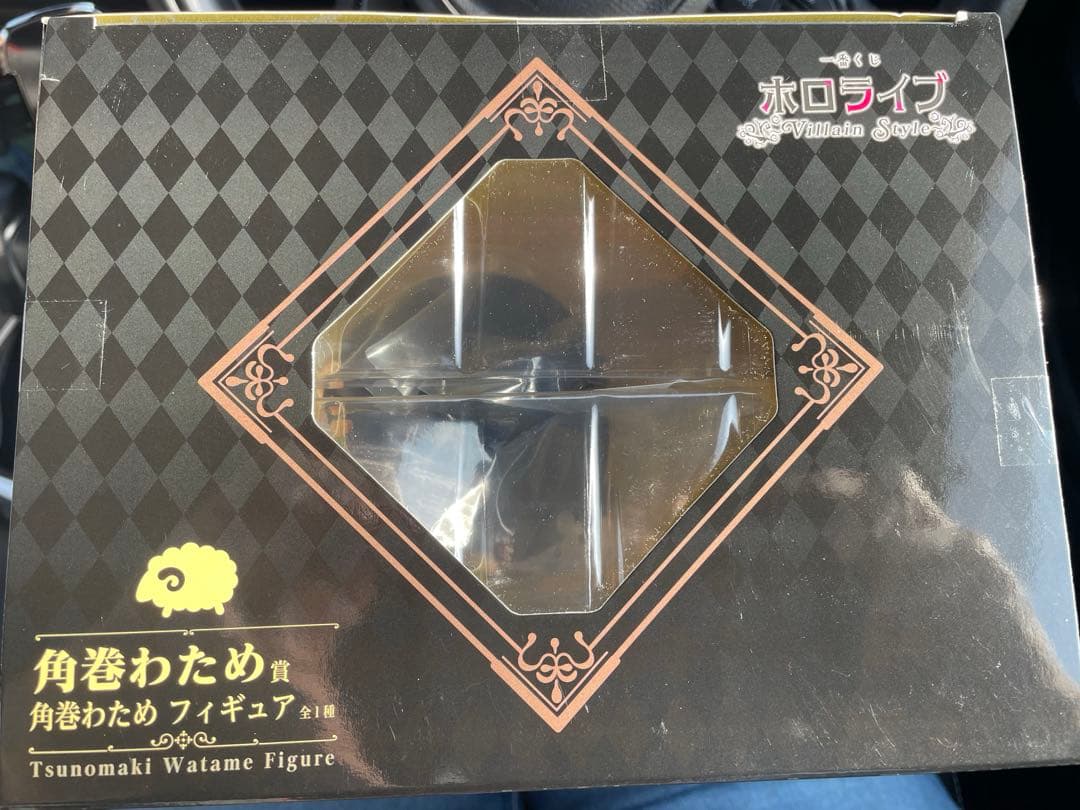 一番くじ
ホロライブ
Villain Style
角巻わため賞
角巻わため フィギュア 全1種
Tsunomaki Watame Figure